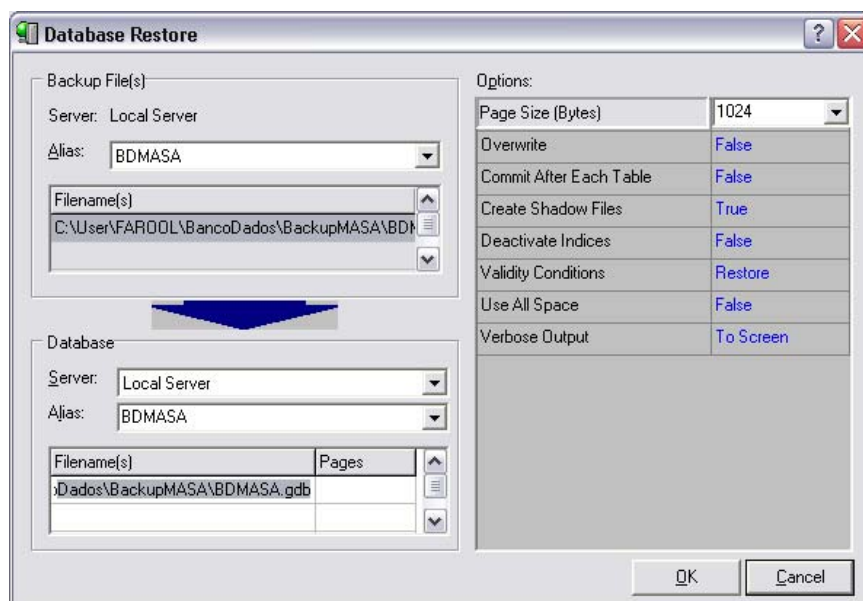 Database Restore
Backup File(s)
Server: Local Server
Alias: BDMASA
Filename(s)
C:\User\FAROOL\BancoDados\BackupMASA\BDM
Database
Server: Local Server
Alias: BDMASA
Filename(s) Pages
oDados\BackupMASA\BDMASA.gdb
Options:
Page Size (Bytes) 1024
Overwrite False
Commit After Each Table False
Create Shadow Files True
Deactivate Indices False
Validity Conditions Restore
Use All Space False
Verbose Output To Screen
OK Cancel